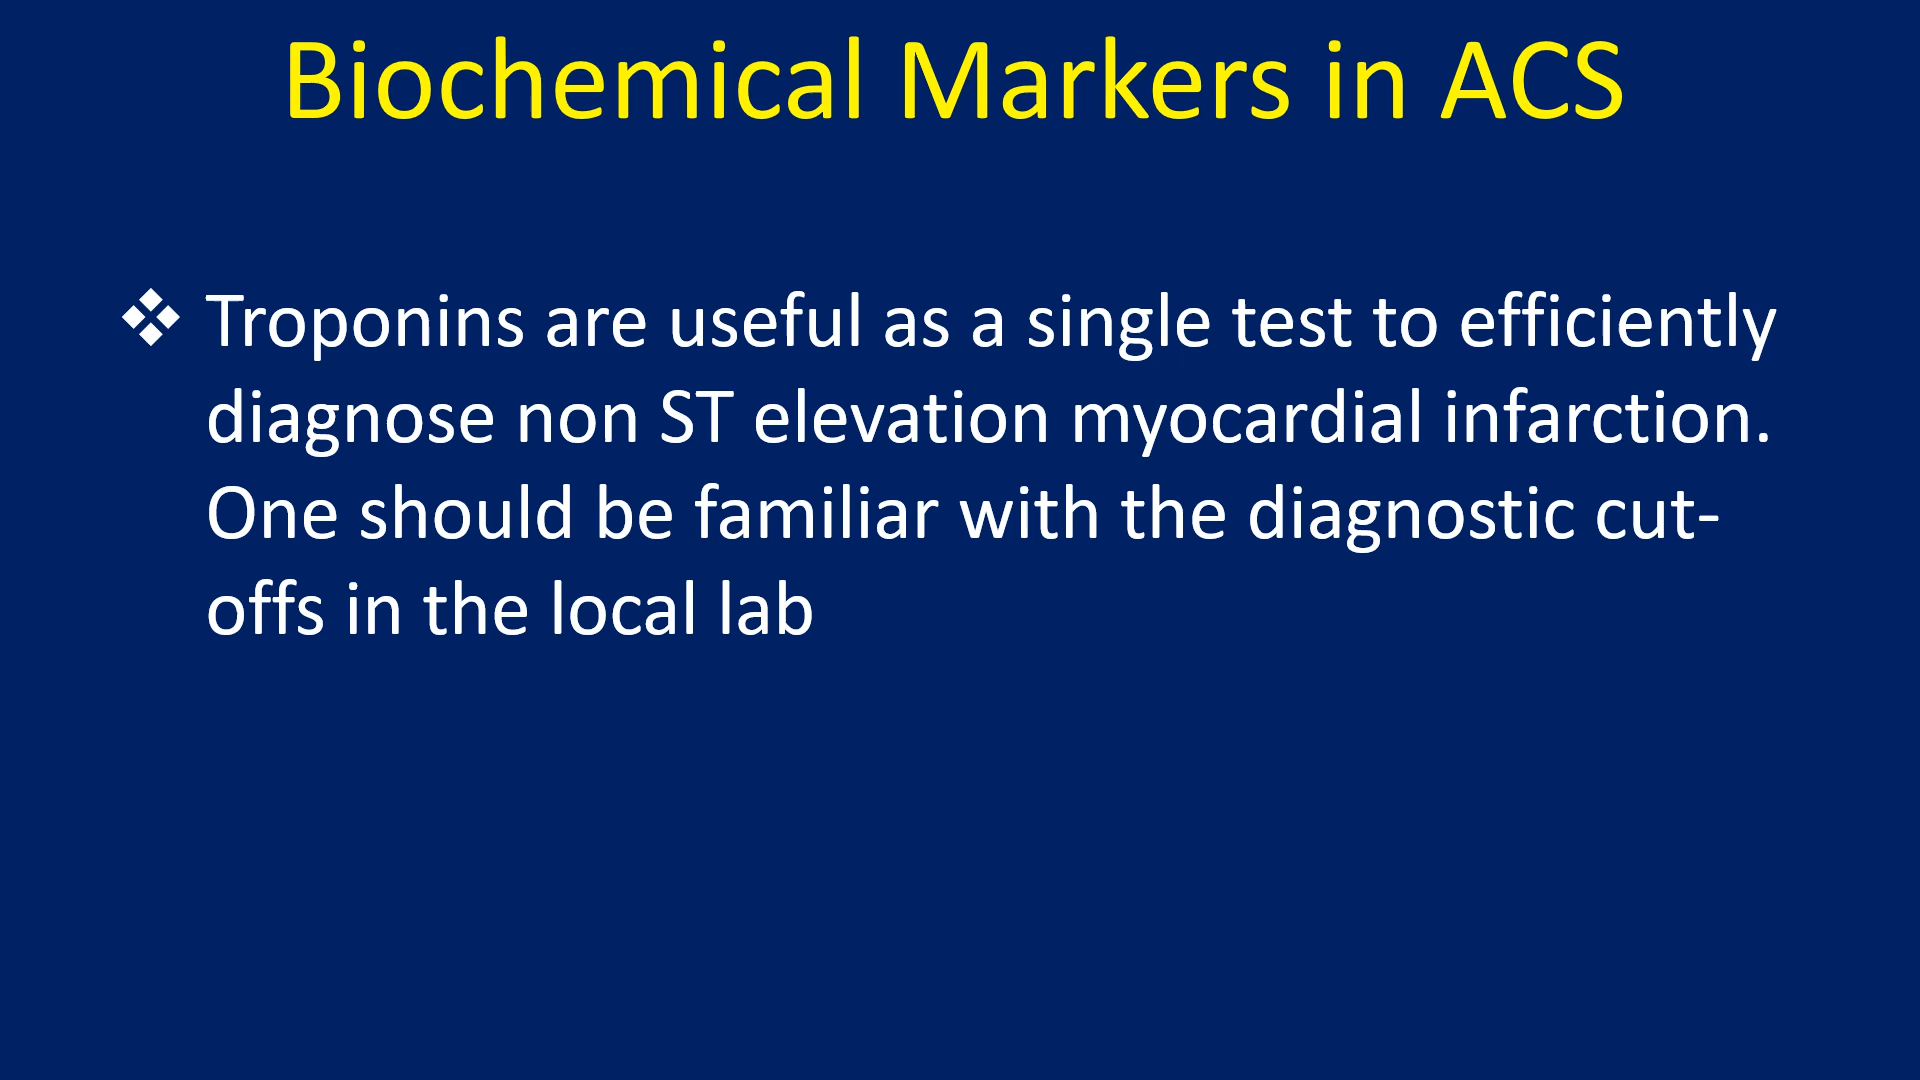 Biochemical Markers in ACS
❖ Troponins are useful as a single test to efficiently
diagnose non ST elevation myocardial infarction.
One should be familiar with the diagnostic cut-
offs in the local lab